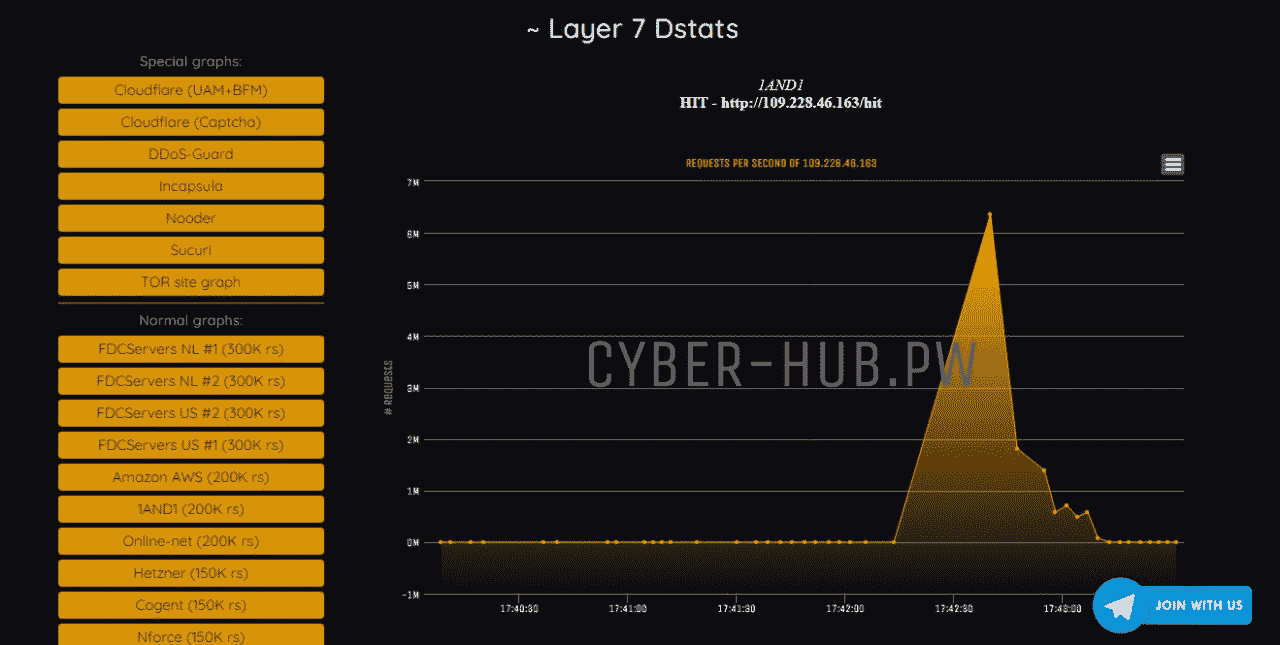 ~ Layer 7 Dstats
Special graphs:
Cloudflare (UAM+BFM)
Cloudflare (Captcha)
DDoS-Guard
Incapsula
Nooder
Sucuri
TOR site graph
Normal graphs:
FDCServers NL #1 (300K rs)
FDCServers NL #2 (300K rs)
FDCServers US #2 (300K rs)
FDCServers US #1 (300K rs)
Amazon AWS (200K rs)
1AND1 (200K rs)
Online-net (200K rs)
Hetzner (150K rs)
Cogent (150K rs)
Nforce (150K rs)
1AND1
HIT - http://109.228.46.163/hit
REQUESTS PER SECOND OF 109.228.46.163
7M
6M
5M
4M
3M
2M
1M
0M
-1M
# Requests
CYBER-HUB.PW
17:40:30
17:41:00
17:41:30
17:42:00
17:42:30
17:43:00
JOIN WITH US